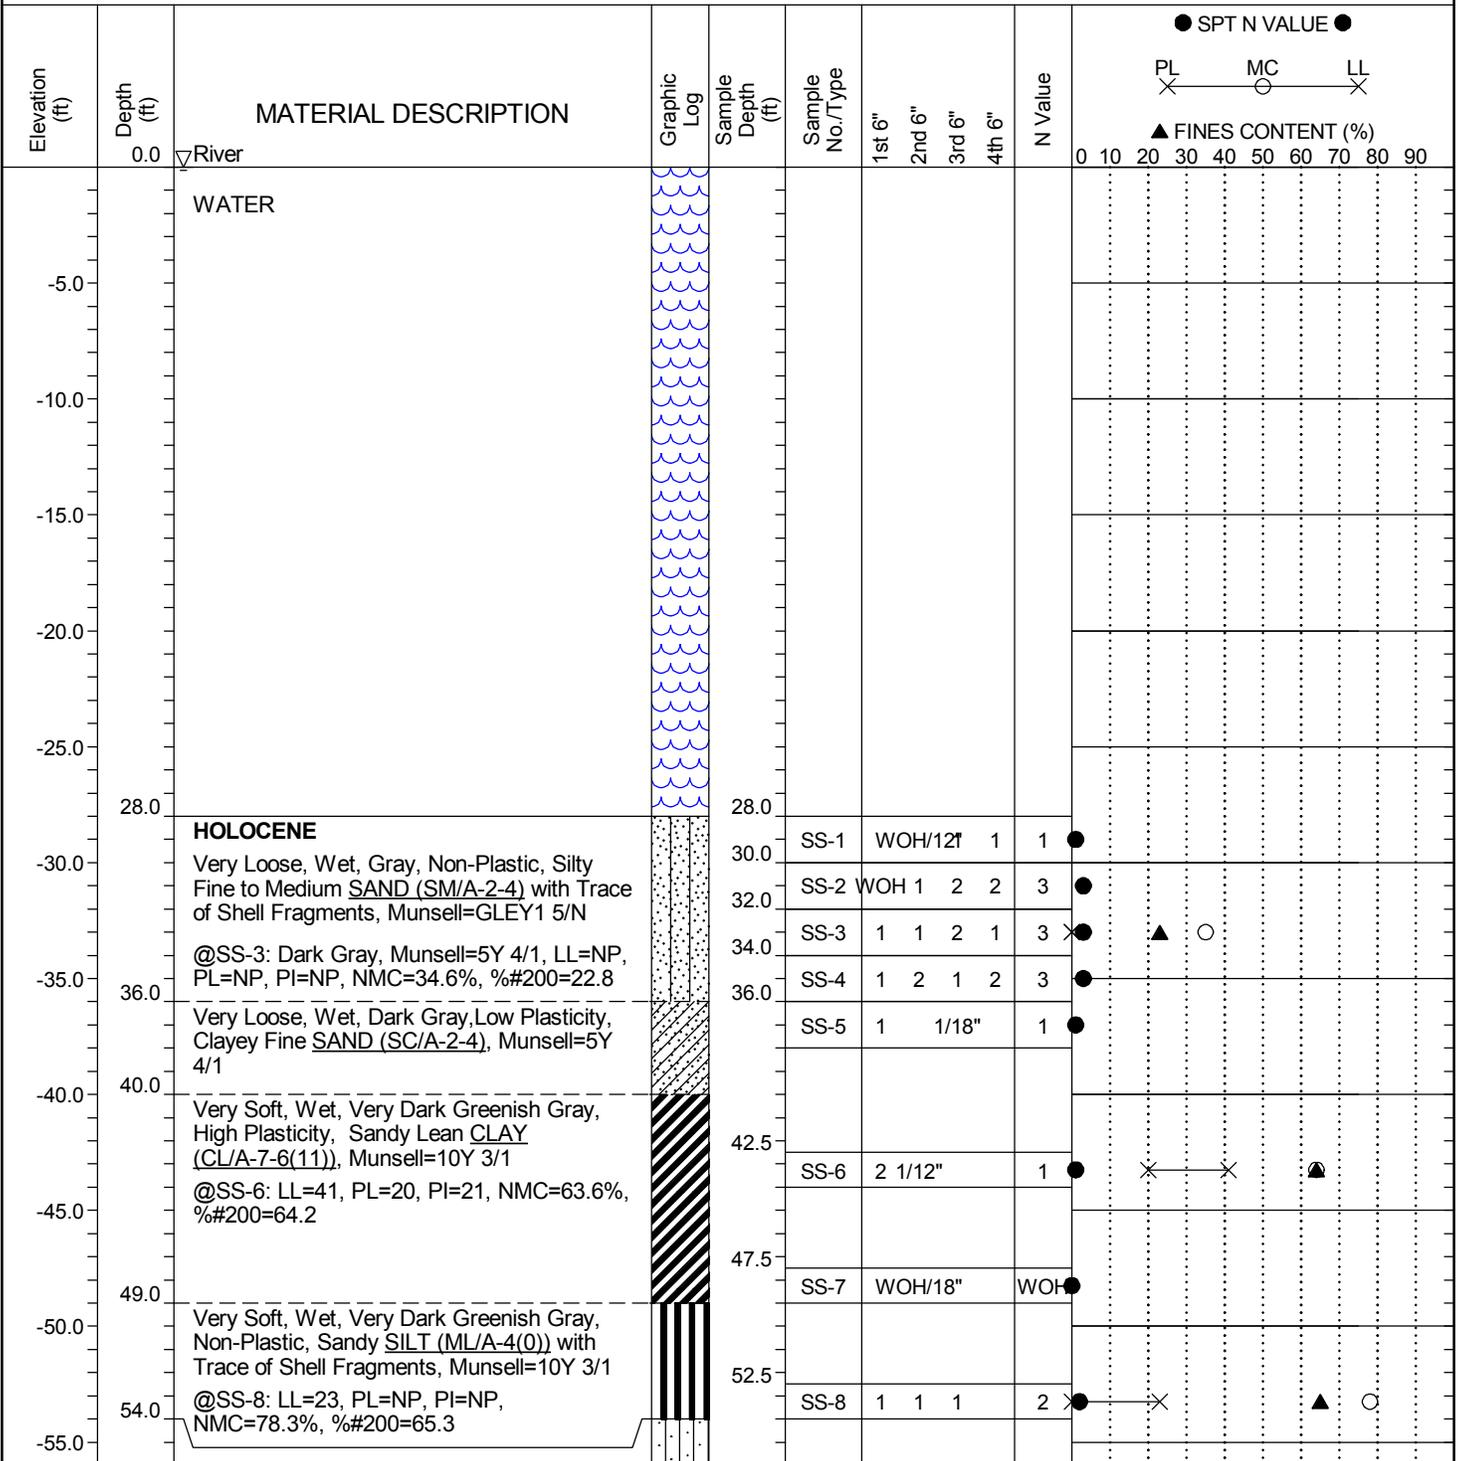 ● SPT N VALUE ●
PL MC LL
▲ FINES CONTENT (%)
0 10 20 30 40 50 60 70 80 90
Elevation
(ft)
Depth
(ft)
MATERIAL DESCRIPTION
Graphic
Log
Sample
Depth
(ft)
Sample
No./Type
1st 6"
2nd 6"
3rd 6"
4th 6"
N Value
0.0
River
WATER
-5.0
-10.0
-15.0
-20.0
-25.0
28.0 28.0
HOLOCENE
SS-1 WOH/12" 1 1 1
Very Loose, Wet, Gray, Non-Plastic, Silty
-30.0 30.0
Fine to Medium SAND (SM/A-2-4) with Trace
SS-2 WOH 1 2 2 3
of Shell Fragments, Munsell=GLEY1 5/N
32.0
SS-3 1 1 2 1 3
@SS-3: Dark Gray, Munsell=5Y 4/1, LL=NP,
34.0
PL=NP, PI=NP, NMC=34.6%, %#200=22.8
-35.0
SS-4 1 2 1 2 3
36.0 36.0
Very Loose, Wet, Dark Gray,Low Plasticity,
SS-5 1 1/18" 1
Clayey Fine SAND (SC/A-2-4), Munsell=5Y
4/1
-40.0 40.0
Very Soft, Wet, Very Dark Greenish Gray,
High Plasticity, Sandy Lean CLAY
42.5
(CL/A-7-6(11)), Munsell=10Y 3/1
SS-6 2 1/12" 1
@SS-6: LL=41, PL=20, PI=21, NMC=63.6%,
-45.0
%#200=64.2
47.5
SS-7 WOH/18" WOH
49.0
Very Soft, Wet, Very Dark Greenish Gray,
-50.0
Non-Plastic, Sandy SILT (ML/A-4(0)) with
Trace of Shell Fragments, Munsell=10Y 3/1
52.5
@SS-8: LL=23, PL=NP, PI=NP,
SS-8 1 1 1 2
54.0
NMC=78.3%, %#200=65.3
-55.0